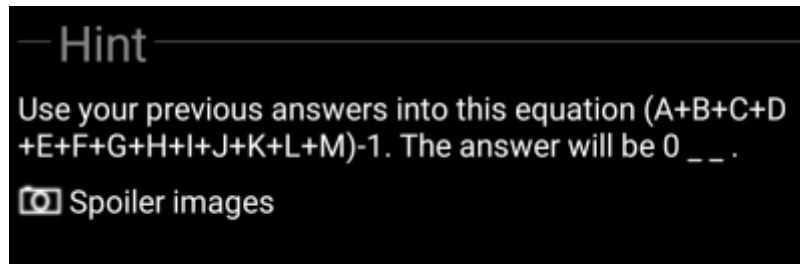 Hint
Use your previous answers into this equation (A+B+C+D
+E+F+G+H+I+J+K+L+M)-1. The answer will be 0 _ _ .
Spoiler images